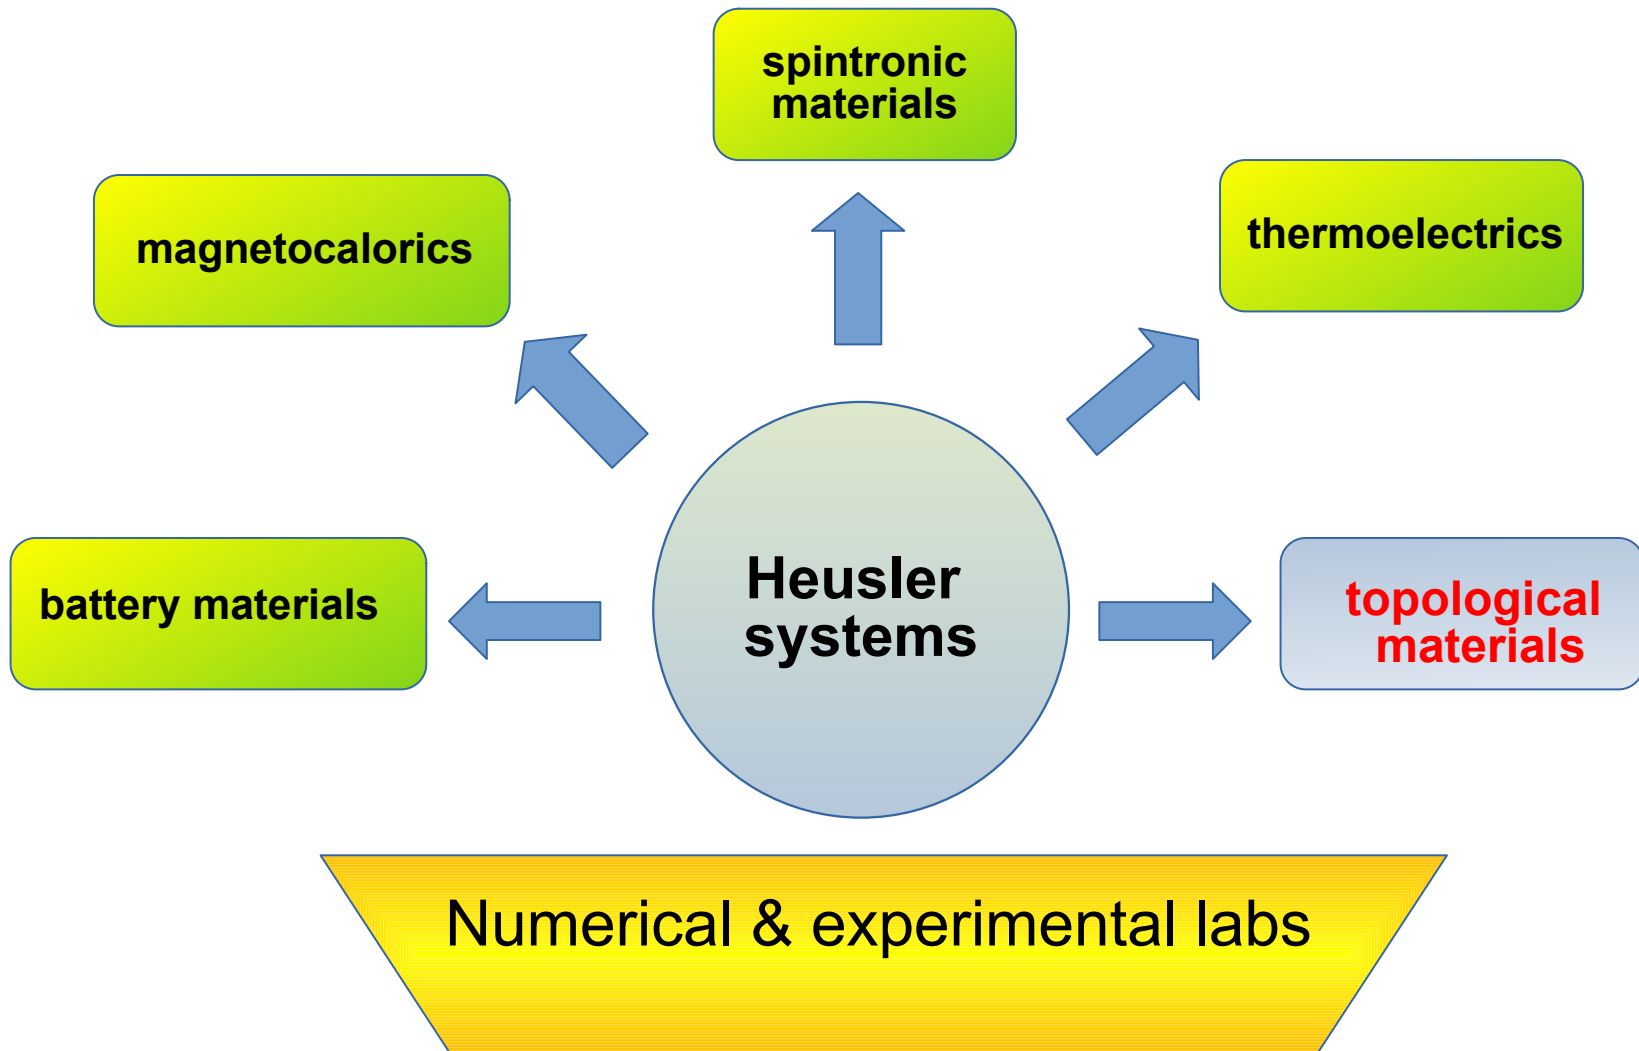 spintronic
materials
magnetocalorics
thermoelectrics
battery materials
Heusler
systems
topological
materials
Numerical & experimental labs